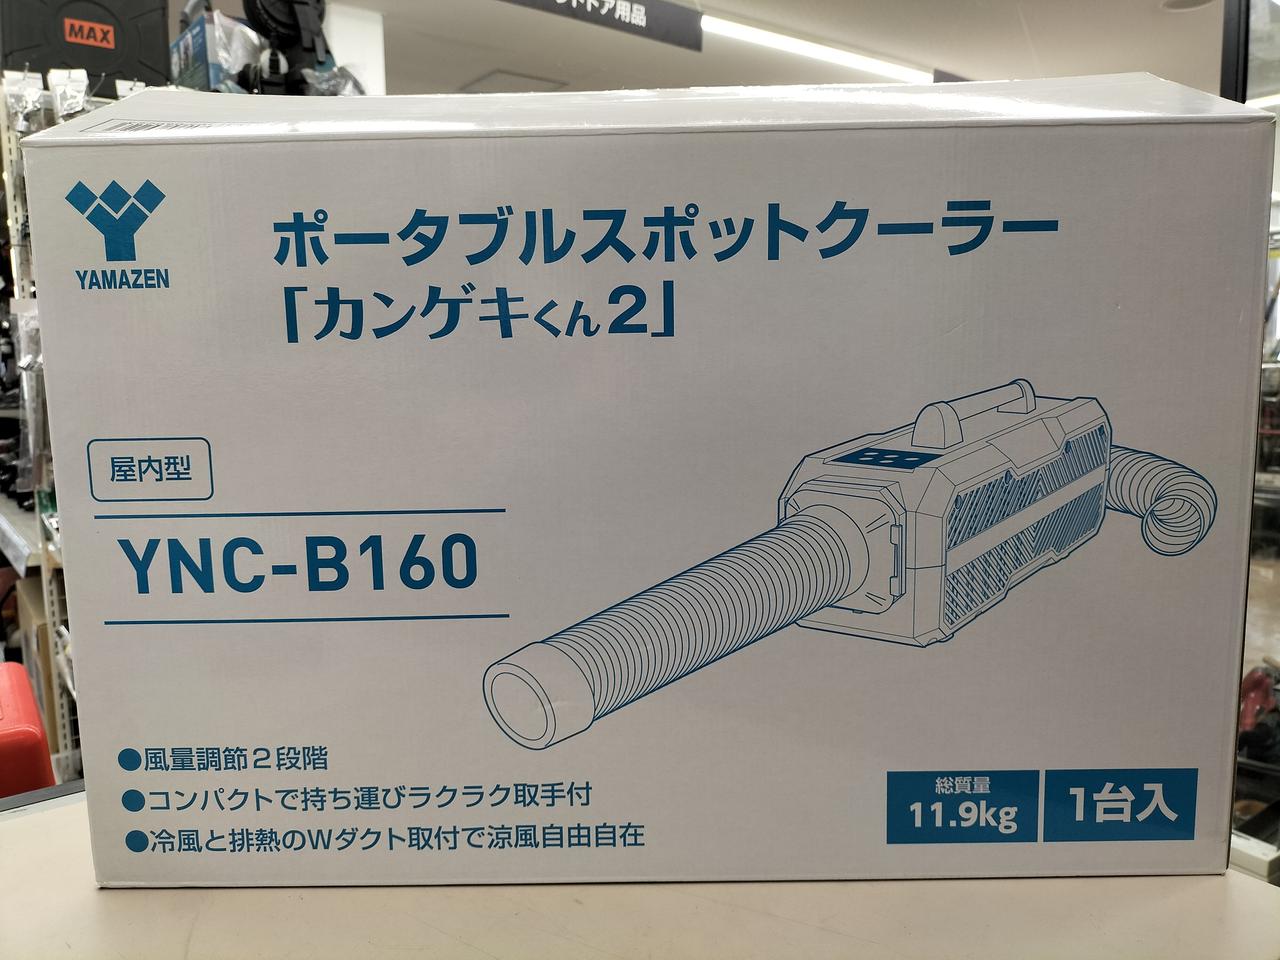 MAX
ドア用品
YAMAZEN
ポータブルスポットクーラー
「カンゲキくん2」
屋内型
YNC-B160
●風量調節2段階
●コンパクトで持ち運びラクラク取手付
●冷風と排熱のWダクト取付で涼風自由自在
総質量
11.9kg
1台入